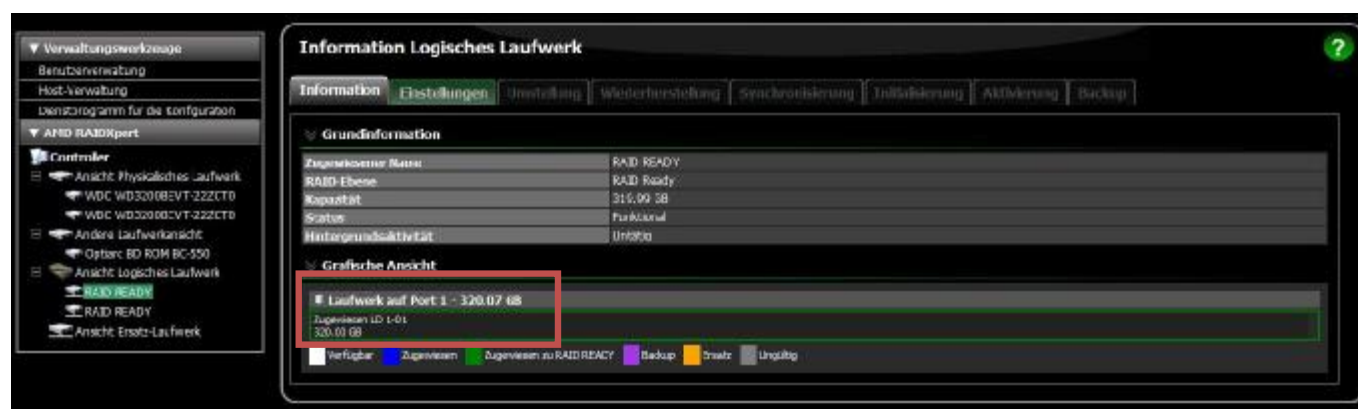 ▼ Verwaltungswerkzeuge
Benutzerverwaltung
Host-Verwaltung
Dienstprogramm für die Konfiguration
▼ AMD RAIDXpert
Controller
Ansicht Physikalisches Laufwerk
WDC WD3200BEVT-22ZCT0
WDC WD3200BEVT-22ZCT0
Andere Laufwerkansicht
Optiarc BD ROM BC-550
Ansicht Logisches Laufwerk
RAID READY
RAID READY
Ansicht Ersatz-Laufwerk
Information Logisches Laufwerk
?
Information Einstellungen Umstellung Wiederherstellung Synchronisierung Initialisierung Aktivierung Backup
Grundinformation
Zugewiesener Name RAID READY
RAID-Ebene RAID Ready
Kapazität 319.99 GB
Status Funktional
Hintergrundsaktivität Untätig
Grafische Ansicht
Laufwerk auf Port 1 - 320.07 GB
Zugewiesen LD 1-01
GB
Verfügbar Zugewiesen Zugewiesen zu RAID READY Backup Ersatz Ungültig